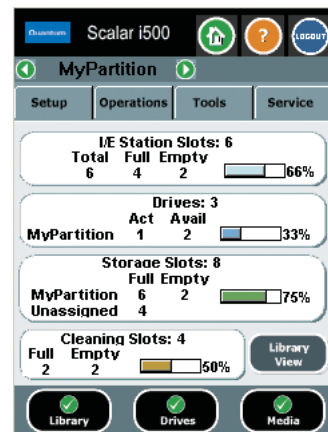 Quantum Scalar i500 ? LOGOUT
MyPartition
Setup Operations Tools Service
I/E Station Slots: 6
Total Full Empty
6 4 2 66%
Drives: 3
Act Avail
MyPartition 1 2 33%
Storage Slots: 8
Full Empty
MyPartition 6 2 75%
Unassigned 4
Cleaning Slots: 4
Full Empty
2 2 50%
Library
View
Library Drives Media